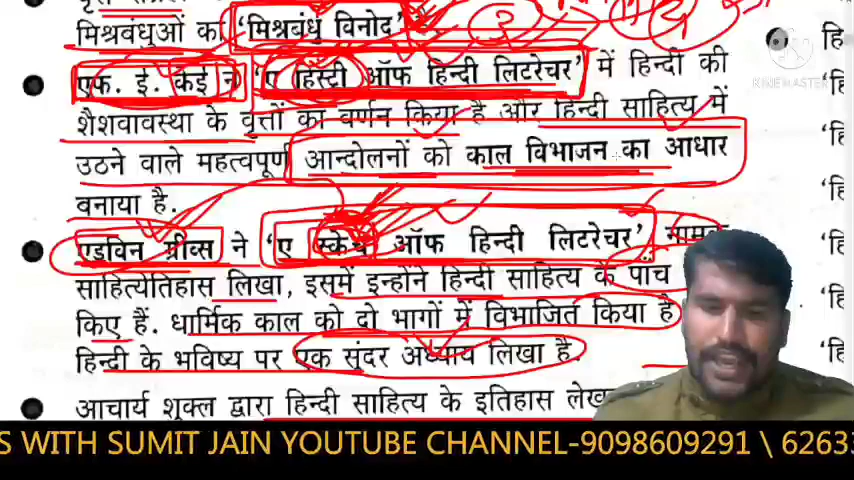 मिश्रबंधुओं का 'मिश्रबंधु विनोद'
एफ. ई. केई ने 'ए हिस्ट्री ऑफ हिन्दी लिटरेचर' में हिन्दी की
शैशवावस्था के वृत्तों का वर्णन किया है और हिन्दी साहित्य में
उठने वाले महत्वपूर्ण आन्दोलनों को काल विभाजन का आधार
बनाया है.
एडविन ग्रीव्स ने 'ए स्केच ऑफ हिन्दी लिटरेचर' नामक
साहित्येतिहास लिखा, इसमें इन्होंने हिन्दी साहित्य के पांच
किए हैं. धार्मिक काल को दो भागों में विभाजित किया है
हिन्दी के भविष्य पर एक सुंदर अध्याय लिखा है.
आचार्य शुक्ल द्वारा हिन्दी साहित्य के इतिहास लेख
KINEMASTER
S WITH SUMIT JAIN YOUTUBE CHANNEL-9098609291 \ 6263